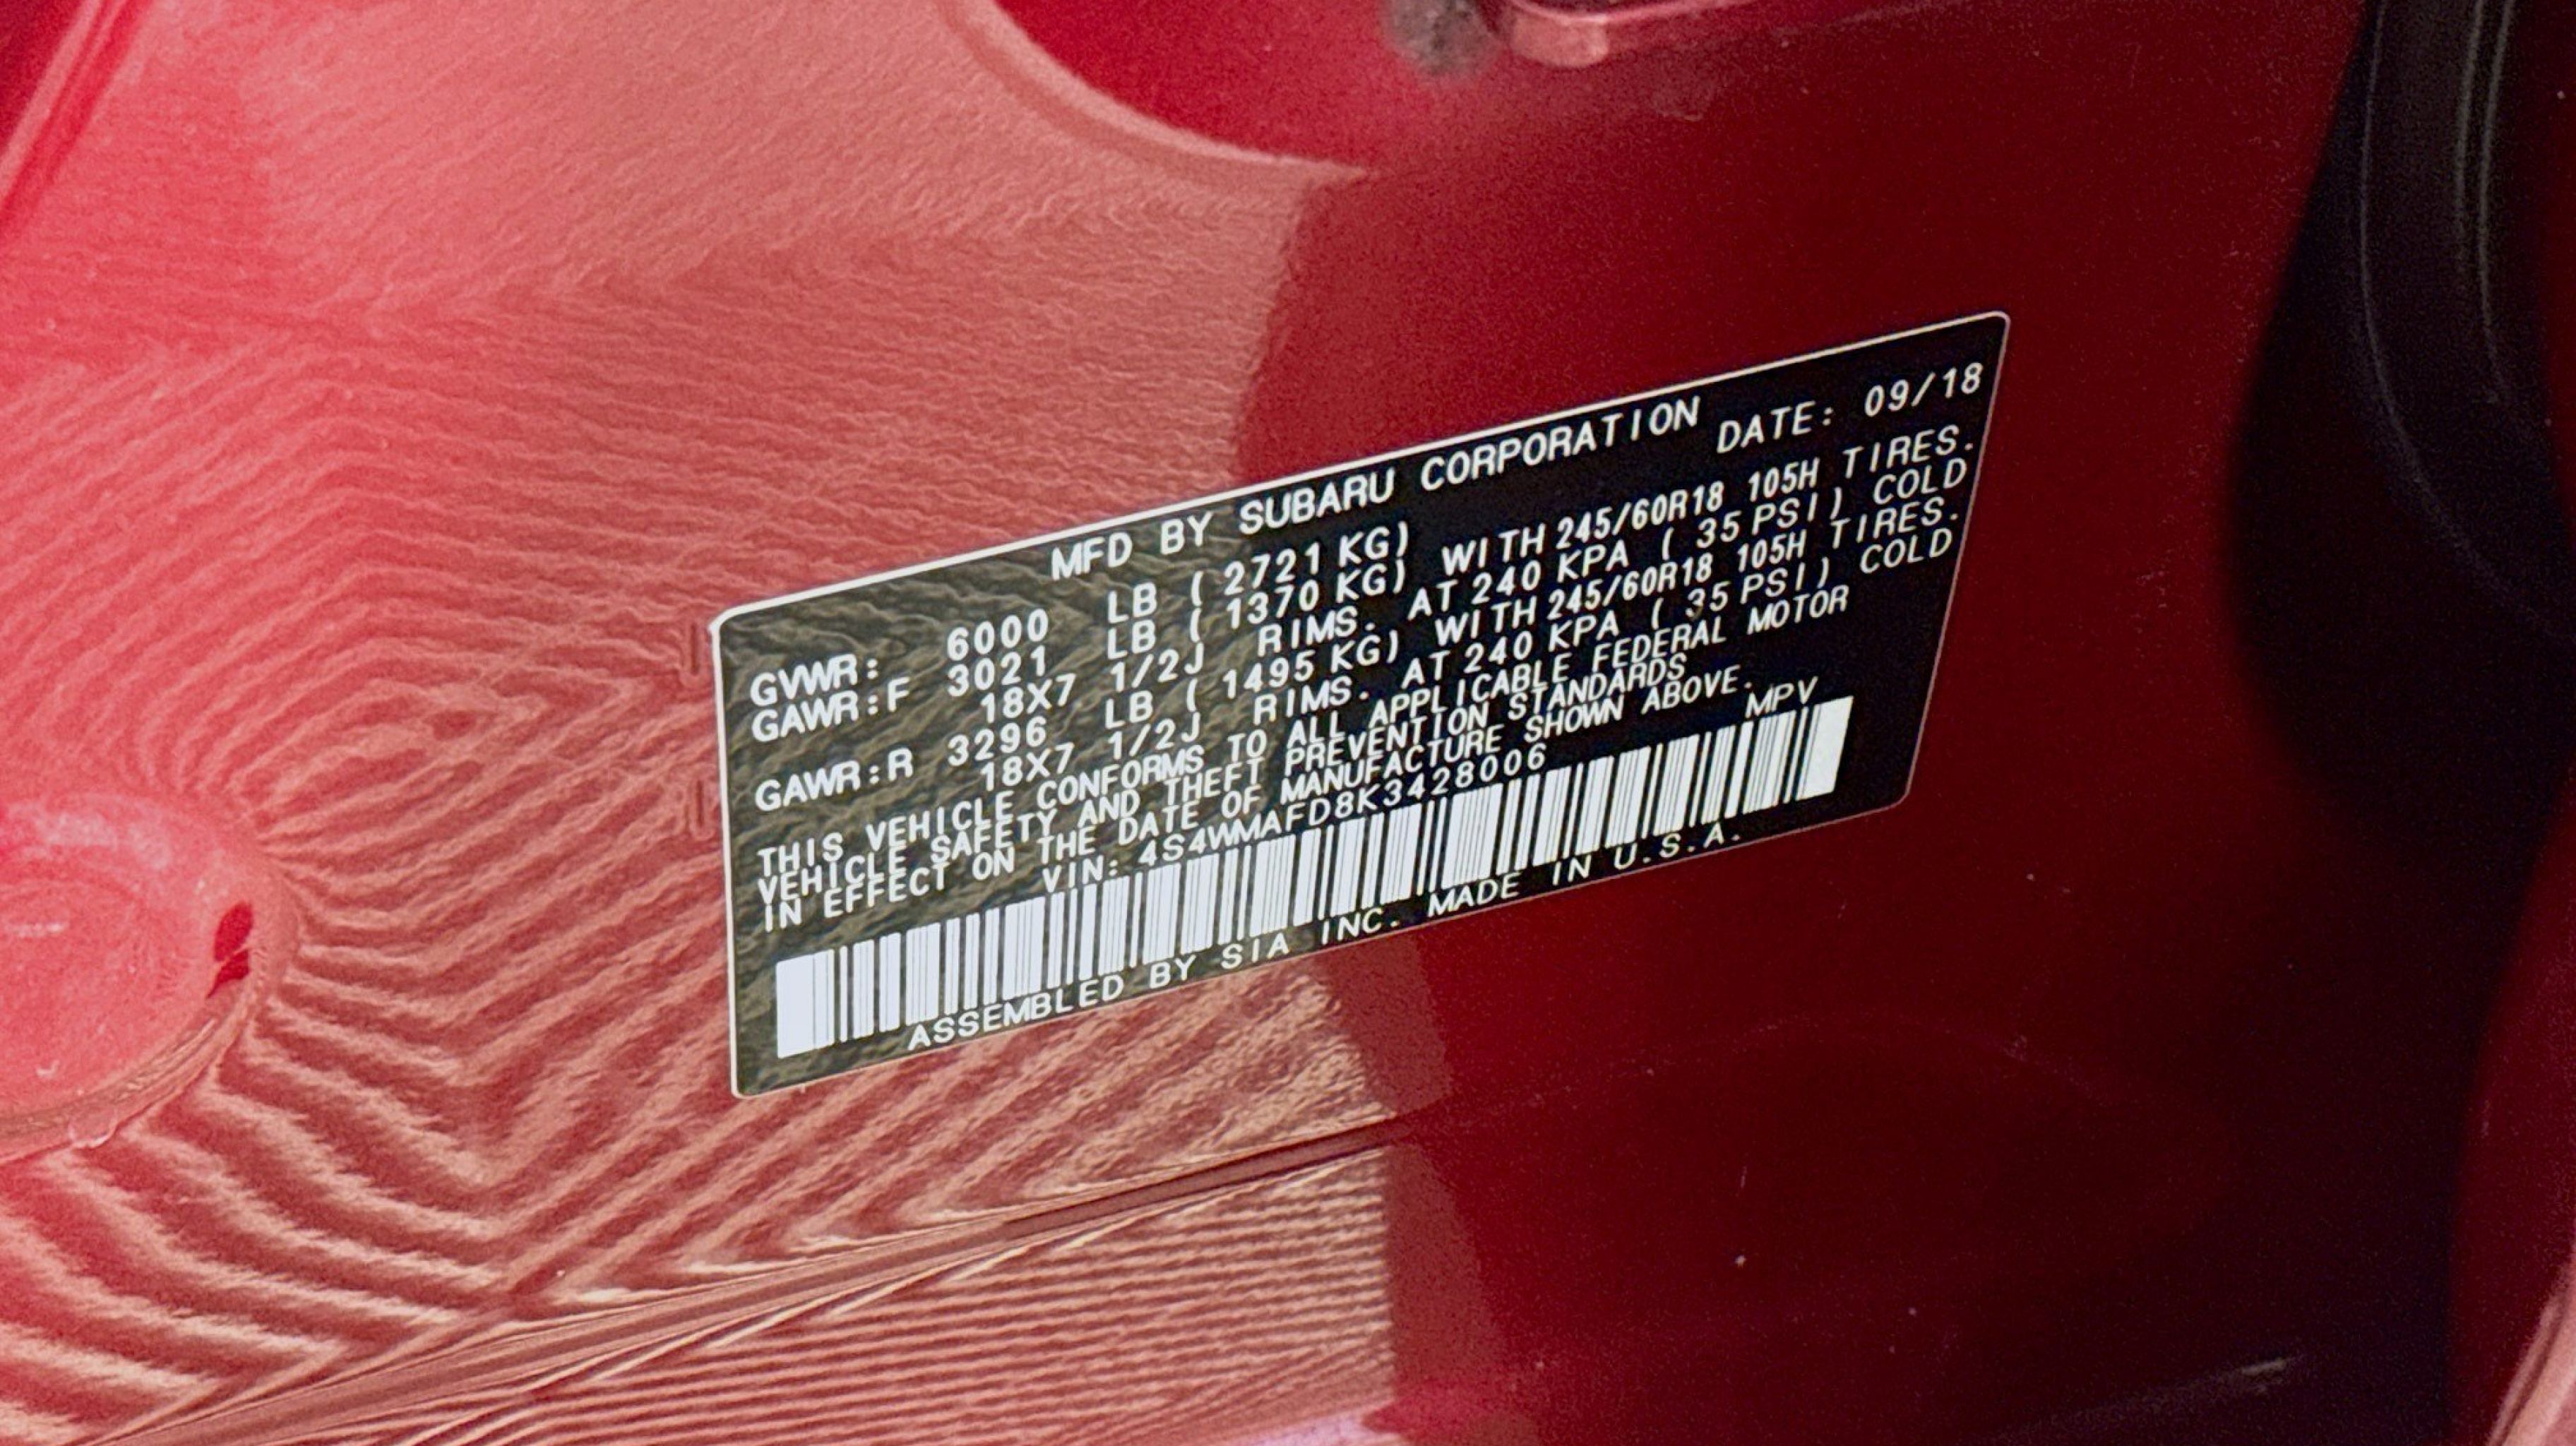 MFD BY SUBARU CORPORATION
DATE: 09/18
GVWR: 6000 LB ( 2721 KG)
GAWR:F 3021 LB ( 1370 KG) WITH 245/60R18 105H TIRES.
18X7 1/2J RIMS. AT 240 KPA ( 35 PSI) COLD
GAWR:R 3296 LB ( 1495 KG) WITH 245/60R18 105H TIRES.
18X7 1/2J RIMS. AT 240 KPA ( 35 PSI) COLD
THIS VEHICLE CONFORMS TO ALL APPLICABLE FEDERAL MOTOR
VEHICLE SAFETY AND THEFT PREVENTION STANDARDS
IN EFFECT ON THE DATE OF MANUFACTURE SHOWN ABOVE.
VIN: 4S4WMAFD8K3428006 MPV
ASSEMBLED BY SIA INC. MADE IN U.S.A.